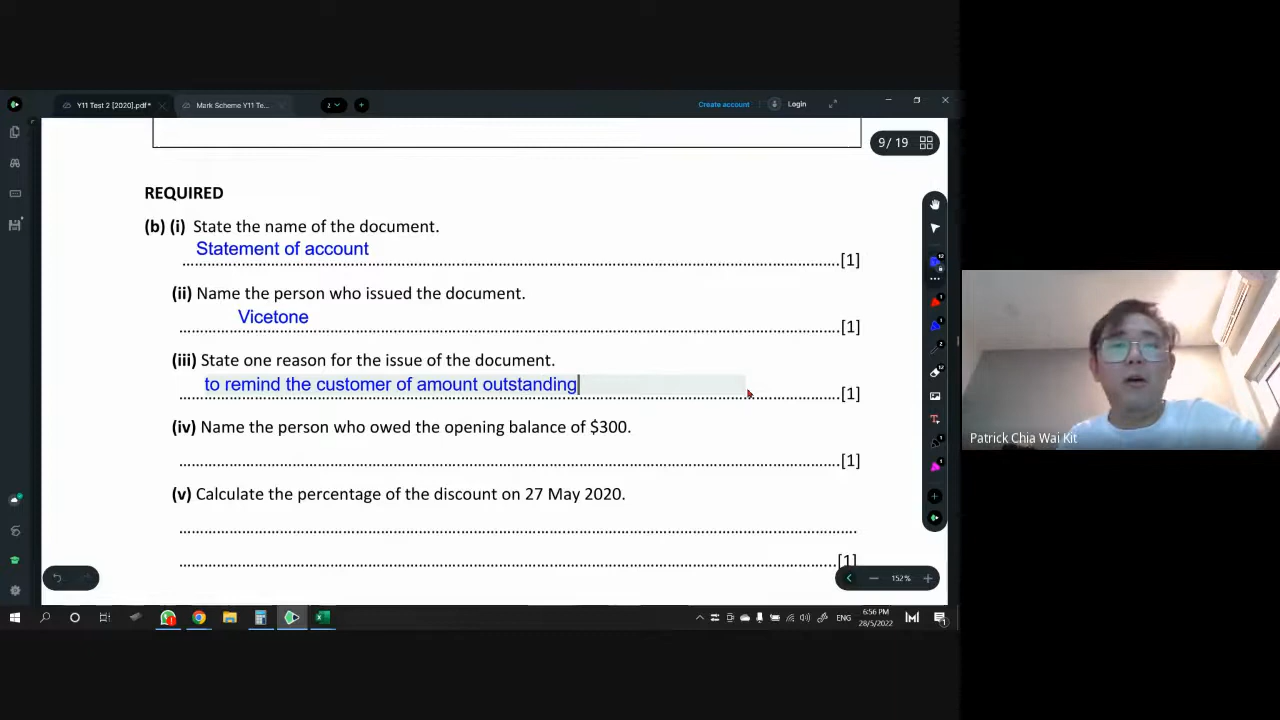 Y11 Test 2 [2020].pdf*
Mark Scheme Y11 Te...
2
Create account
Login
9 / 19
REQUIRED
(b) (i) State the name of the document.
Statement of account
[1]
(ii) Name the person who issued the document.
Vicetone
[1]
(iii) State one reason for the issue of the document.
to remind the customer of amount outstanding
[1]
(iv) Name the person who owed the opening balance of $300.
[1]
(v) Calculate the percentage of the discount on 27 May 2020.
[1]
152%
Patrick Chia Wai Kit
ENG
6:56 PM
28/5/2022